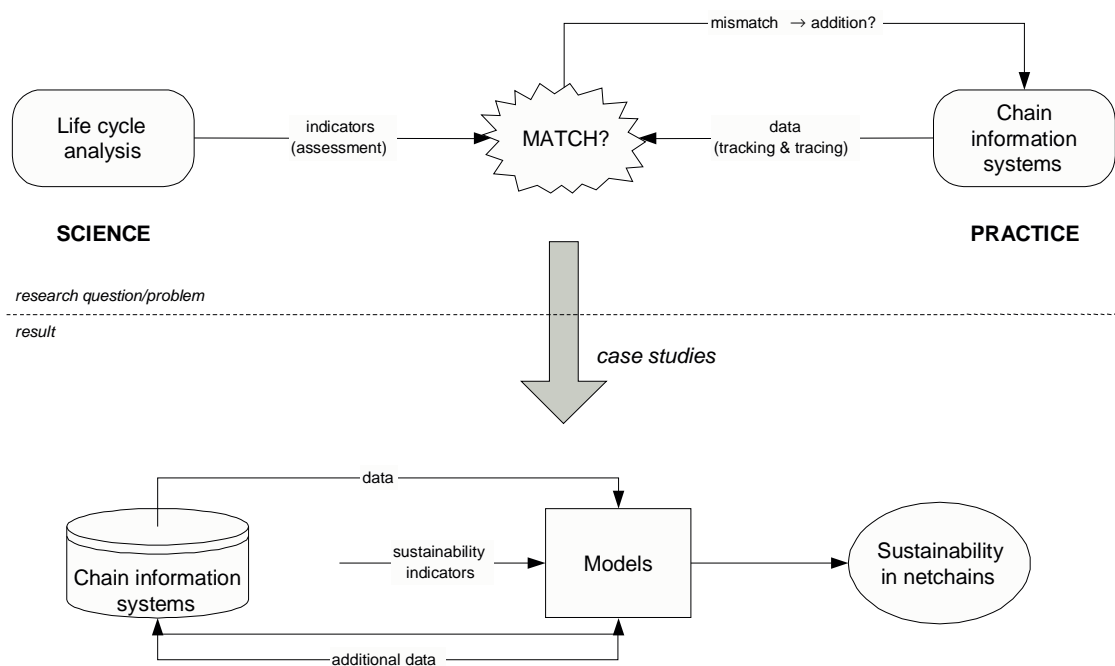 mismatch → addition?
Life cycle
analysis
indicators
(assessment)
MATCH?
data
(tracking & tracing)
Chain
information
systems
SCIENCE
PRACTICE
research question/problem
result
case studies
data
Chain information
systems
sustainability
indicators
Models
Sustainability
in netchains
additional data